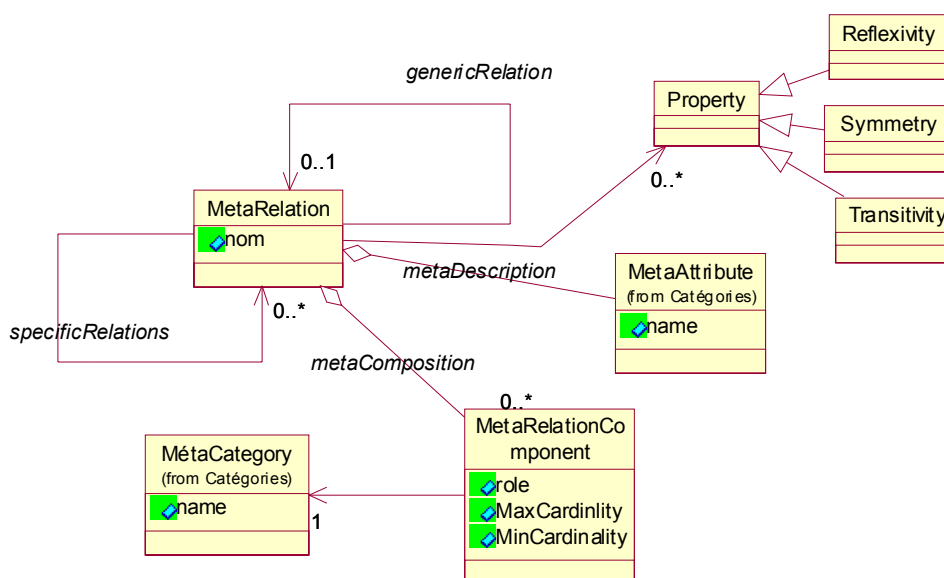 Reflexivity
genericRelation
Property
Symmetry
0..1
0..*
MetaRelation
nom
Transitivity
metaDescription
MetaAttribute
(from Catégories)
name
0..*
specificRelations
metaComposition
0..*
MetaRelationCo
mponent
role
MaxCardinlity
MinCardinality
MétaCategory
(from Catégories)
name
1